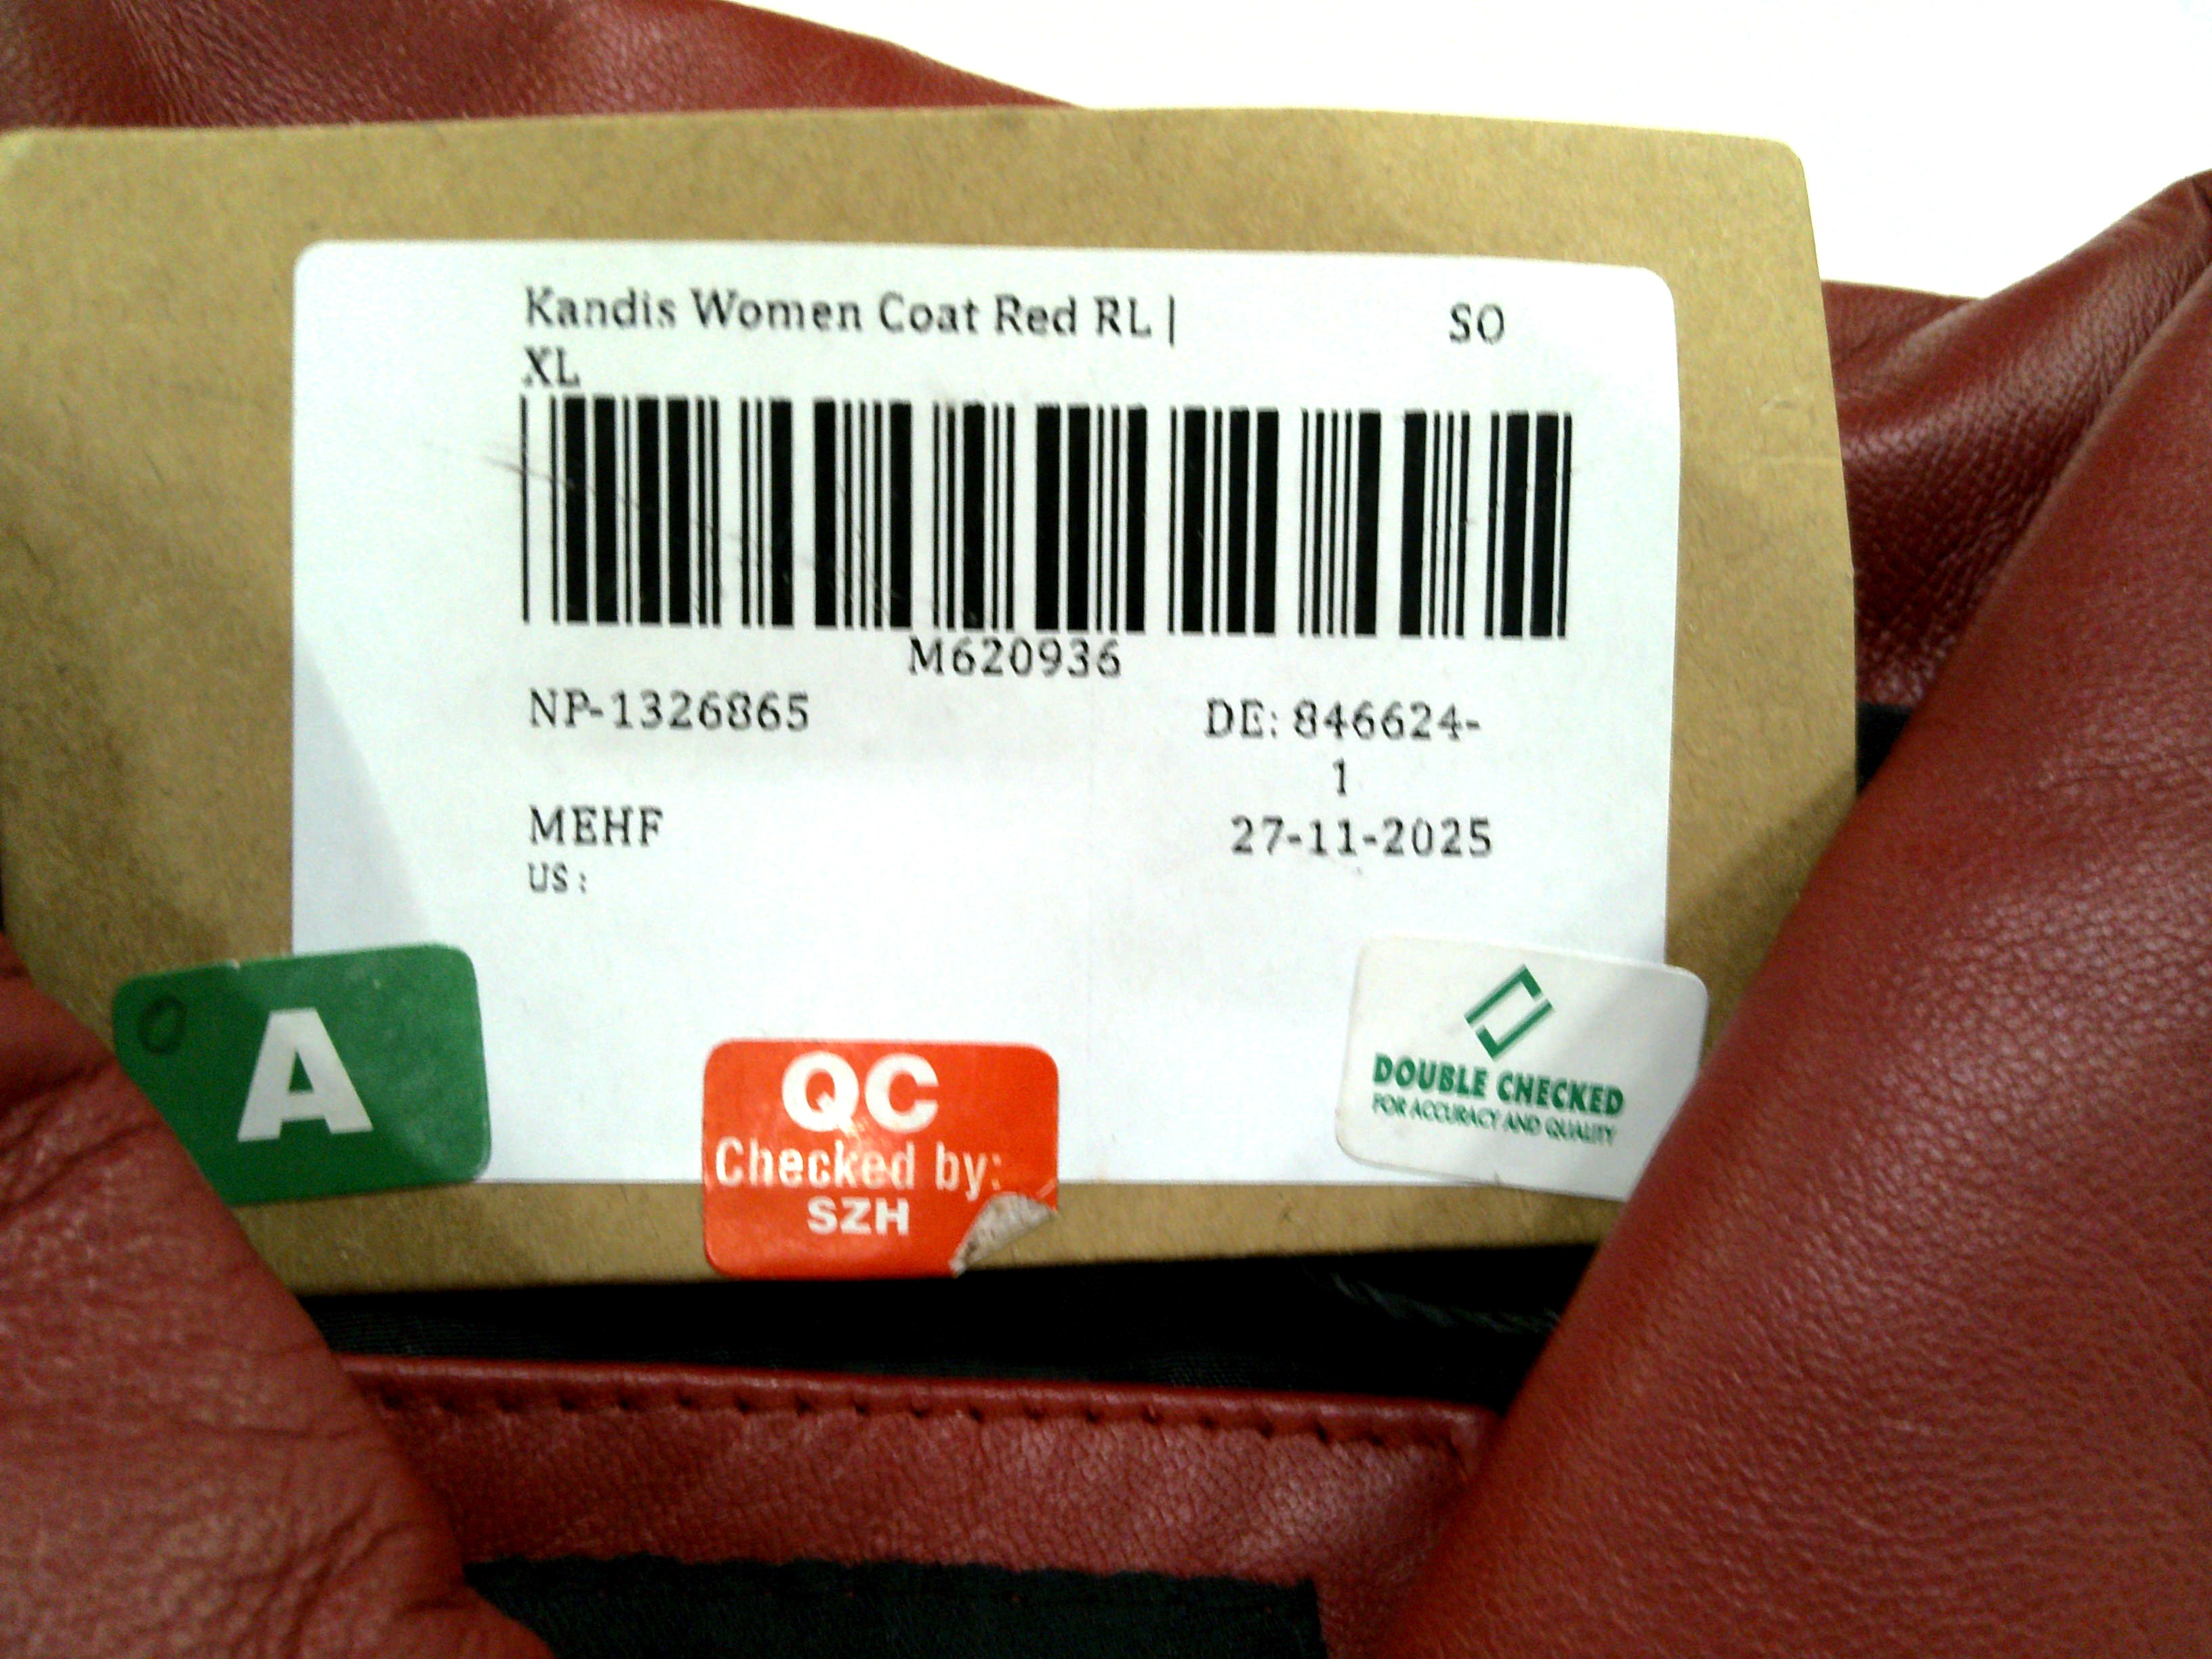 Kandis Women Coat Red RL | SO
XL
M620936
NP-1326865 DE: 846624-
1
MEHF 27-11-2025
US :
A
QC
Checked by:
SZH
DOUBLE CHECKED
FOR ACCURACY AND QUALITY